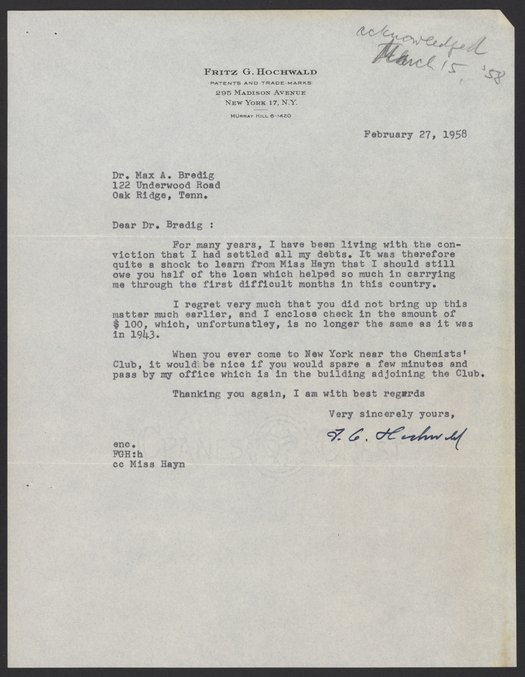 acknowledged
March 15, '58
FRITZ G. HOCHWALD
PATENTS AND TRADE-MARKS
295 MADISON AVENUE
NEW YORK 17, N.Y.
MURRAY HILL 6-1420
February 27, 1958
Dr. Max A. Bredig
122 Underwood Road
Oak Ridge, Tenn.
Dear Dr. Bredig :
For many years, I have been living with the con-
viction that I had settled all my debts. It was therefore
quite a shock to learn from Miss Hayn that I should still
owe you half of the loan which helped so much in carrying
me through the first difficult months in this country.
I regret very much that you did not bring up this
matter much earlier, and I enclose check in the amount of
$ 100, which, unfortunatley, is no longer the same as it was
in 1943.
When you ever come to New York near the Chemists'
Club, it would be nice if you would spare a few minutes and
pass by my office which is in the building adjoining the Club.
Thanking you again, I am with best regards
Very sincerely yours,
F. G. Hochwald
enc.
FGH:h
cc Miss Hayn